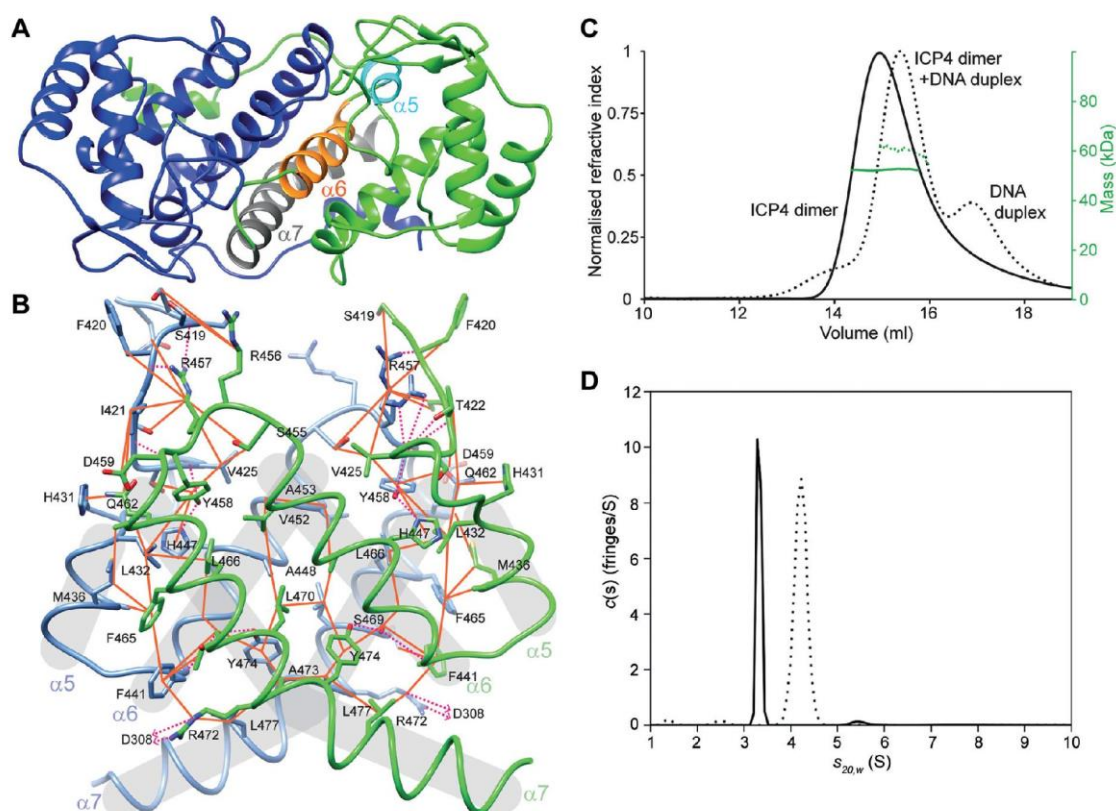 A
α5
α6
α7
B
F420
S419
R457
R456
S419
F420
R457
I421
T422
S455
D459
V425
V425
D459
Q462
H431
H431
Q462
Y458
Y458
A453
V452
H447
H447
L432
L432
L466
L466
A448
M436
M436
L470
F465
S469
F465
α5
Y474
Y474
α5
F441
A473
F441
α6
α6
L477
L477
R472
D308
D308
R472
α7
α7
C
Normalised refractive index
1
0.75
0.5
0.25
0
10
12
14
16
18
Volume (ml)
80
60
40
20
0
Mass (kDa)
ICP4 dimer
+DNA duplex
ICP4 dimer
DNA
duplex
D
c(s) (fringes/S)
12
10
8
6
4
2
0
1
2
3
4
5
6
7
8
9
10
s20,w (S)